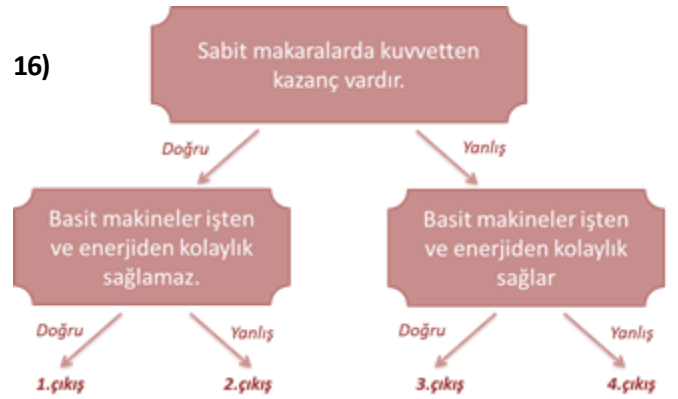 16)
Sabit makaralarda kuvvetten
kazanç vardır.
Doğru
Yanlış
Basit makineler işten
ve enerjiden kolaylık
sağlamaz.
Basit makineler işten
ve enerjiden kolaylık
sağlar
Doğru
Yanlış
Doğru
Yanlış
1.çıkış
2.çıkış
3.çıkış
4.çıkış